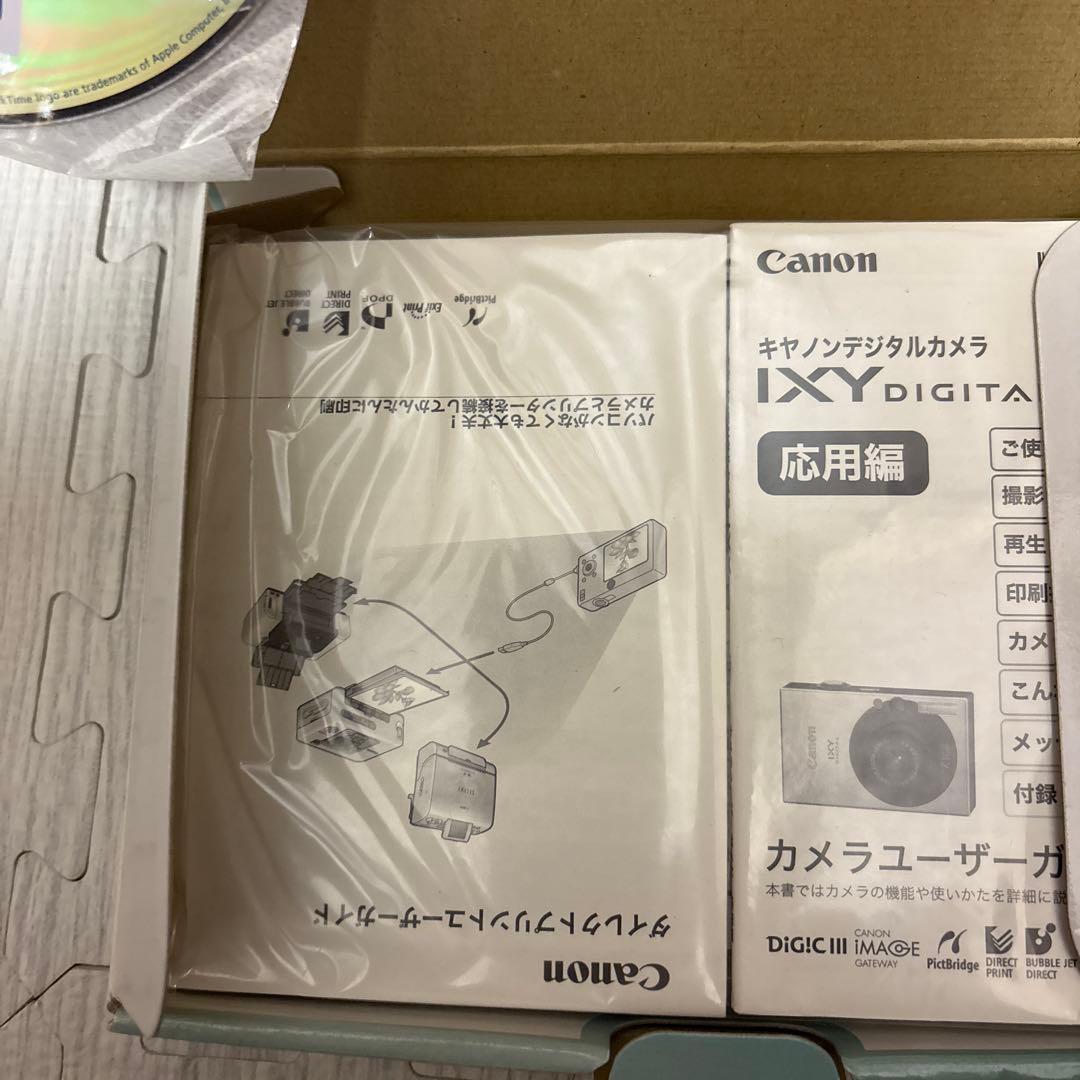 kTime logo are trademarks of Apple Computer, I
Canon
ダイレクトプリントユーザーガイド
パソコンがなくても大丈夫!
カメラとプリンターを接続してかんたんに印刷
PictBridge
Exif Print
DPOF
DIRECT
PRINT
BUBBLE JET
DIRECT
Canon
キヤノンデジタルカメラ
IXY DIGITA
応用編
ご使
撮影
再生
印刷
カメ
こん
メッ
付録
Canon
IXY
カメラユーザーガ
本書ではカメラの機能や使いかたを詳細に説
DiGiC III
CANON
iMAGE
GATEWAY
PictBridge
DIRECT
PRINT
BUBBLE JET
DIRECT